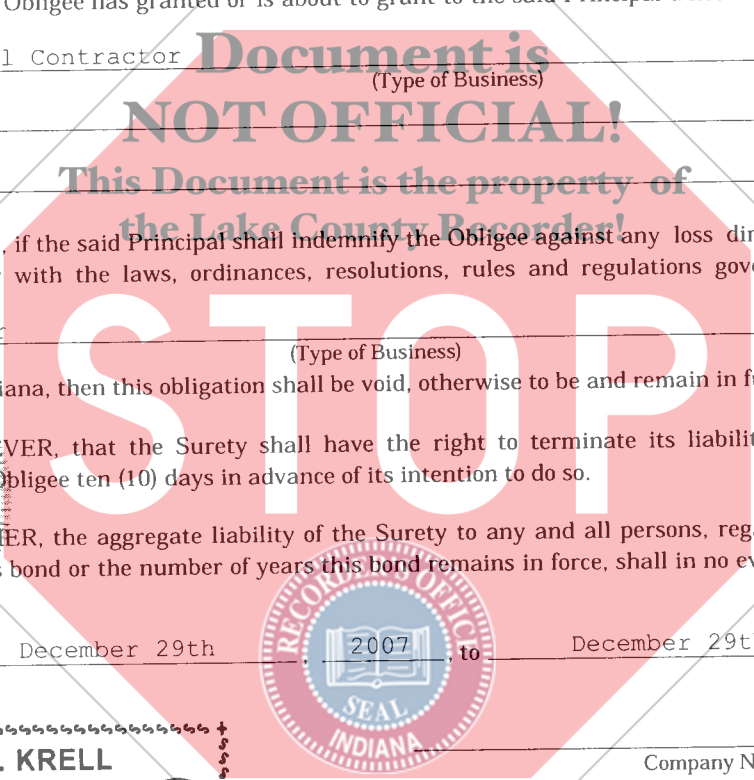 Obligee has granted or is about to grant to the said Principal
l Contractor
Document is
(Type of Business)
NOT OFFICIAL!
This Document is the property of
the Lake County Recorder!
, if the said Principal shall indemnify the Obligee against any loss dir
with the laws, ordinances, resolutions, rules and regulations gov
STOP
(Type of Business)
iana, then this obligation shall be void, otherwise to be and remain in f
EVER, that the Surety shall have the right to terminate its liabilit
Obligee ten (10) days in advance of its intention to do so.
ER, the aggregate liability of the Surety to any and all persons, reg
s bond or the number of years this bond remains in force, shall in no ev
December 29th , 2007 , to December 29t
RECORDER'S OFFICE
SEAL
INDIANA
. KRELL
Company N